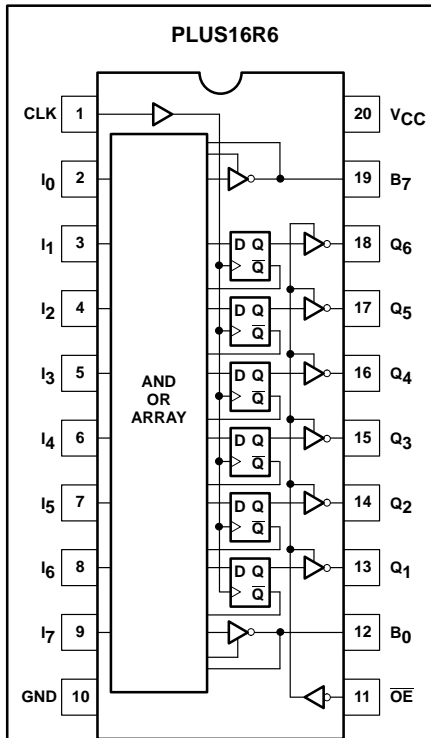 PLUS16R6
CLK 1 20 VCC
I0 2 19 B7
I1 3 D Q Q̅ 18 Q6
I2 4 D Q Q̅ 17 Q5
I3 5 D Q Q̅ 16 Q4
AND
OR
ARRAY
I4 6 D Q Q̅ 15 Q3
I5 7 D Q Q̅ 14 Q2
I6 8 D Q Q̅ 13 Q1
I7 9 12 B0
GND 10 11 O̅E̅